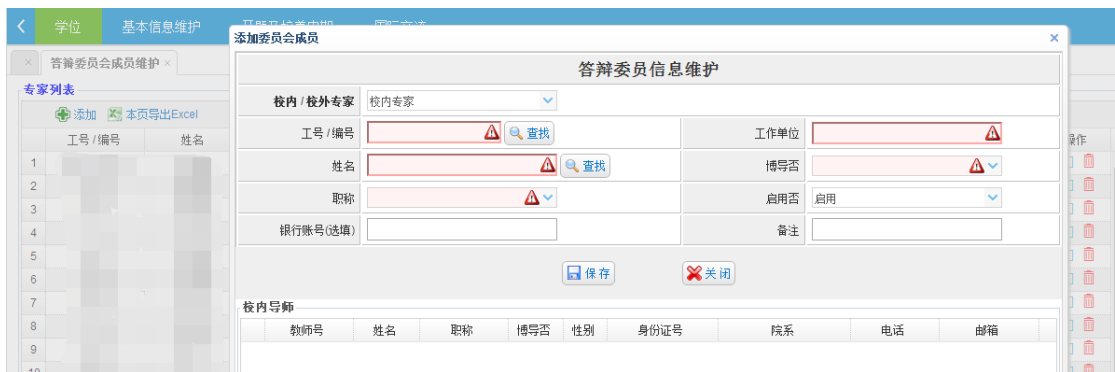 学位 基本信息维护
添加委员会成员 ×
× 答辩委员会成员维护 ×
答辩委员信息维护
专家列表
校内 / 校外专家 校内专家
添加 本页导出Excel
工号 / 编号 查找 工作单位
工号 / 编号 姓名
1
姓名 查找 博导否
2
职称 启用否 启用
3
4
银行账号(选填) 备注
5
6
保存 关闭
7
校内导师
8
教师号 姓名 职称 博导否 性别 身份证号 院系 电话 邮箱
9
10